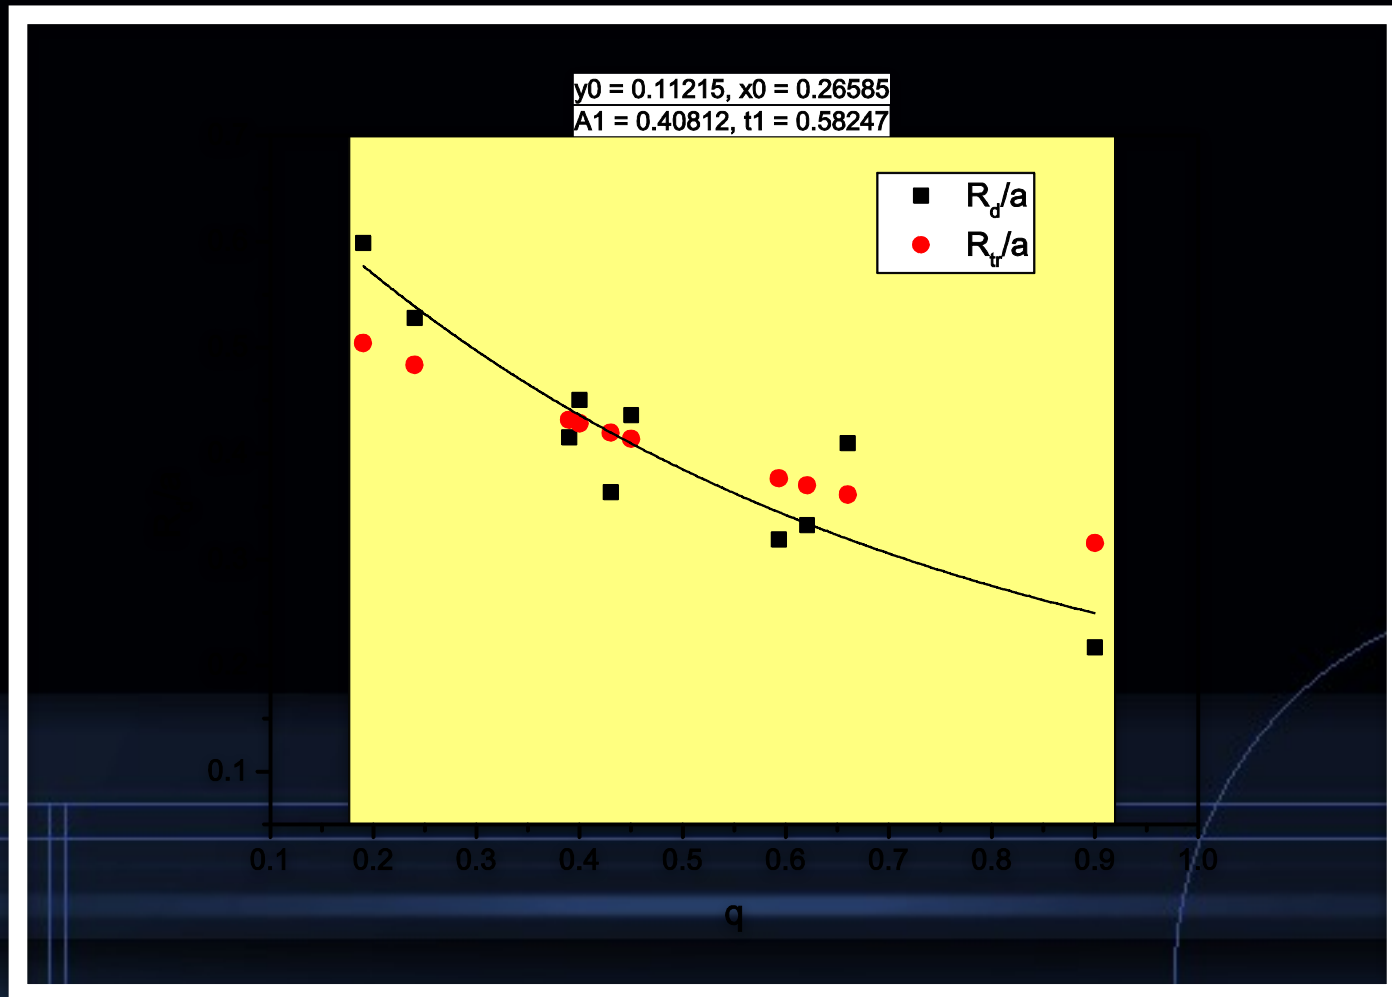 y0 = 0.11215, x0 = 0.26585
A1 = 0.40812, t1 = 0.58247
Rd/a
Rtr/a
0.1
0.1 0.2 0.3 0.4 0.5 0.6 0.7 0.8 0.9 1.0
q